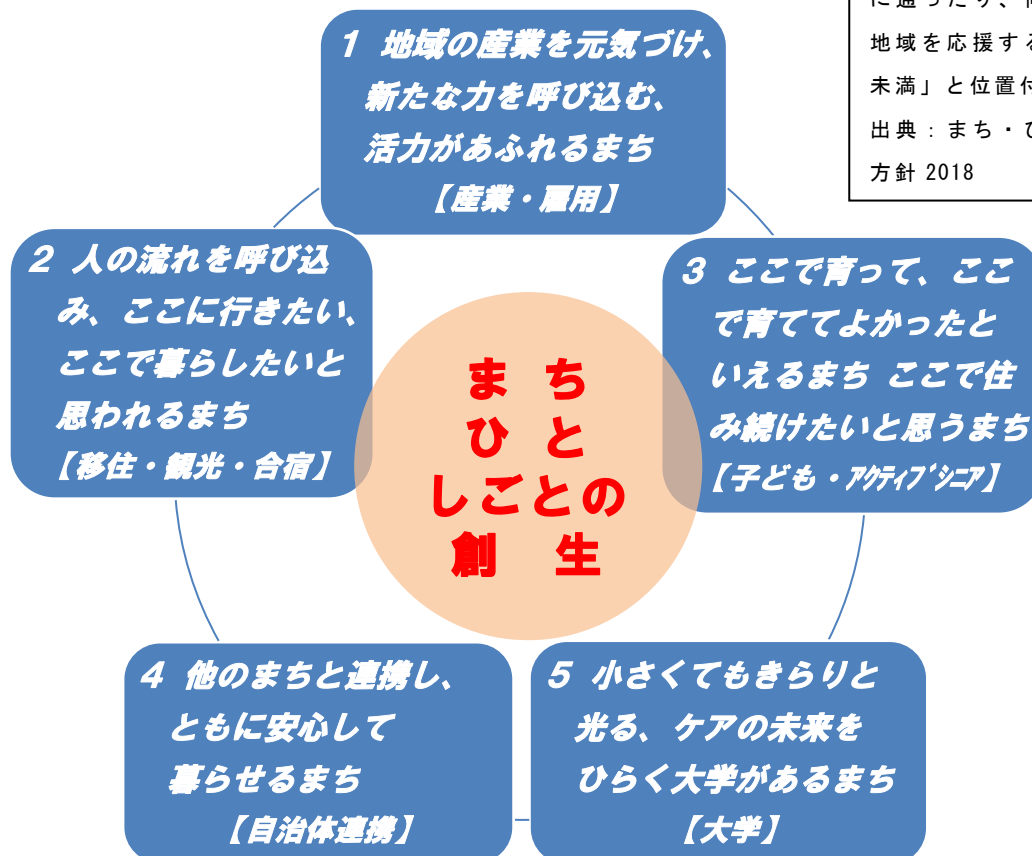 に通ったり、
地域を応援する
未満」と位置付
出典：まち・ひ
方針 2018
1 地域の産業を元気づけ、
新たな力を呼び込む、
活力があふれるまち
【産業・雇用】
2 人の流れを呼び込
み、ここに行きたい、
ここで暮らしたいと
思われるまち
【移住・観光・合宿】
3 ここで育って、ここ
で育ててよかったと
いえるまち ここで住
み続けたいと思うまち
【子ども・ｱｸﾃｨﾌﾞｼﾆｱ】
まち
ひと
しごとの
創生
4 他のまちと連携し、
ともに安心して
暮らせるまち
【自治体連携】
5 小さくてもきらりと
光る、ケアの未来を
ひらく大学があるまち
【大学】